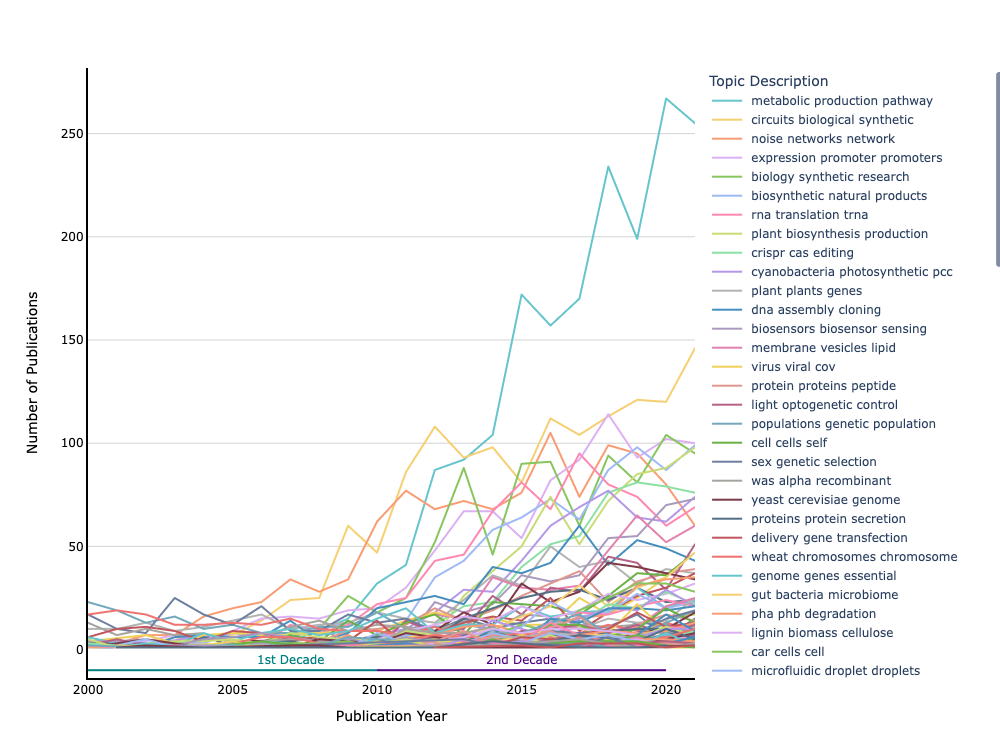 Topic Description
metabolic production pathway
circuits biological synthetic
noise networks network
expression promoter promoters
biology synthetic research
biosynthetic natural products
rna translation trna
plant biosynthesis production
crispr cas editing
cyanobacteria photosynthetic pcc
plant plants genes
dna assembly cloning
biosensors biosensor sensing
membrane vesicles lipid
virus viral cov
protein proteins peptide
light optogenetic control
populations genetic population
cell cells self
sex genetic selection
was alpha recombinant
yeast cerevisiae genome
proteins protein secretion
delivery gene transfection
wheat chromosomes chromosome
genome genes essential
gut bacteria microbiome
pha phb degradation
lignin biomass cellulose
car cells cell
microfluidic droplet droplets
Number of Publications
250
200
150
100
50
0
1st Decade
2nd Decade
2000
2005
2010
2015
2020
Publication Year